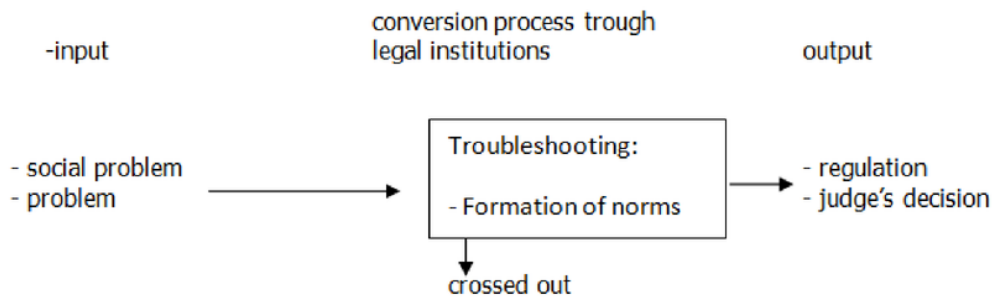 -input
conversion process trough
legal institutions
output
- social problem
- problem
Troubleshooting:
- Formation of norms
- regulation
- judge's decision
crossed out